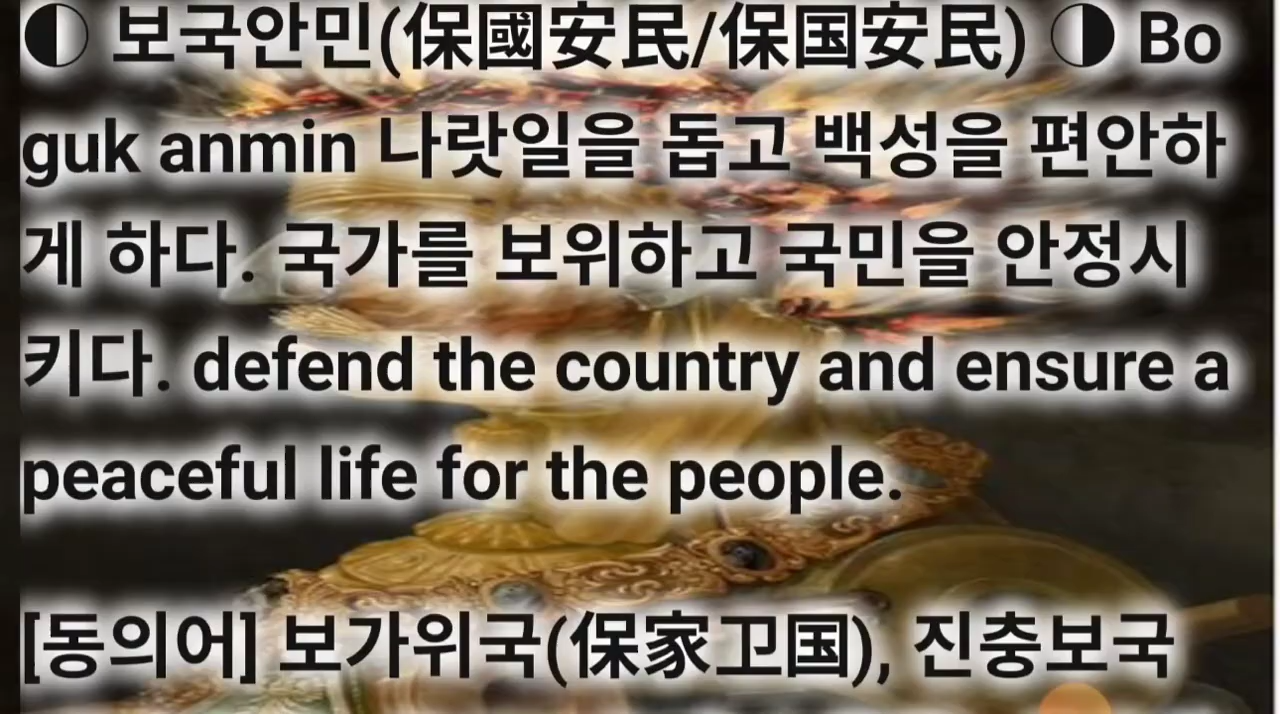 ◐ 보국안민(保國安民/保国安民) ◑ Bo
guk anmin 나랏일을 돕고 백성을 편안하
게 하다. 국가를 보위하고 국민을 안정시
키다. defend the country and ensure a
peaceful life for the people.
[동의어] 보가위국(保家卫国), 진충보국